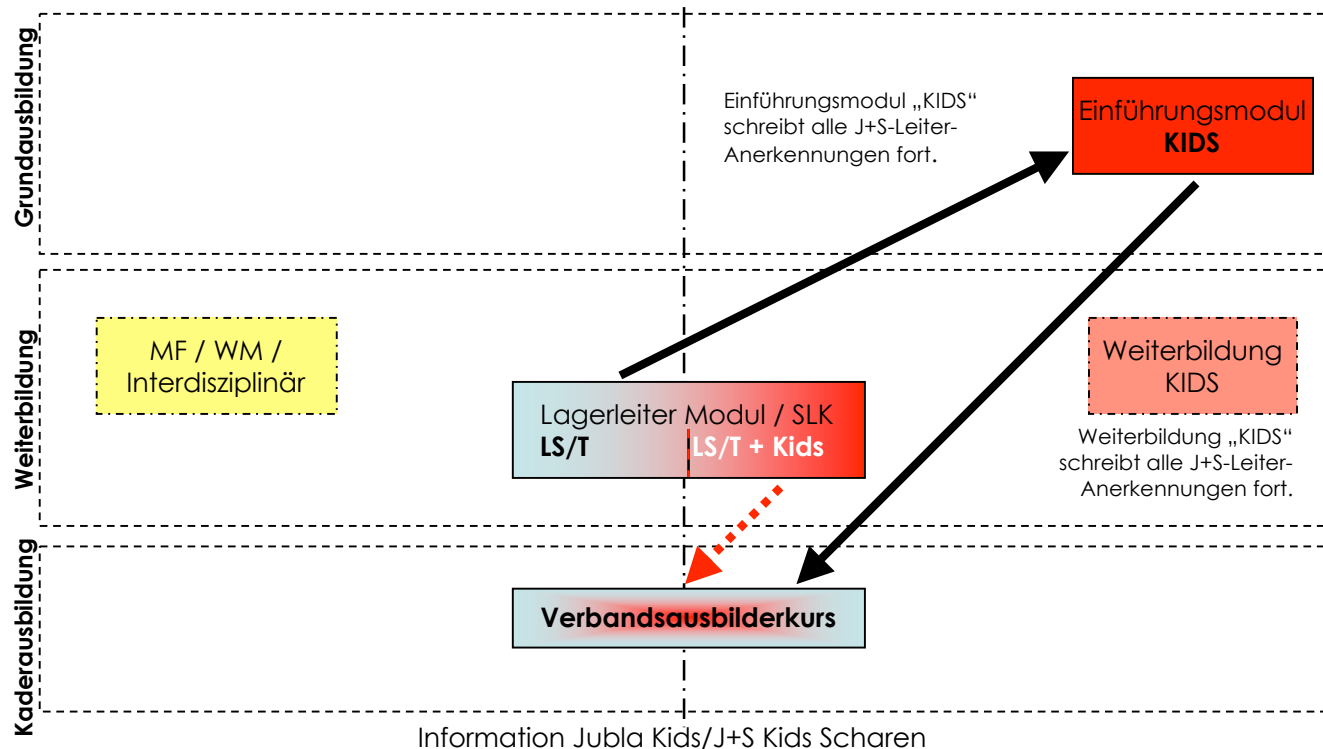 Grundausbildung
Einführungsmodul „KIDS“
schreibt alle J+S-Leiter-
Anerkennungen fort.
Einführungsmodul
KIDS
Weiterbildung
MF / WM /
Interdisziplinär
Lagerleiter Modul / SLK
LS/T LS/T + Kids
Weiterbildung
KIDS
Weiterbildung „KIDS“
schreibt alle J+S-Leiter-
Anerkennungen fort.
Kaderausbildung
Verbandsausbilderkurs
Information Jubla Kids/J+S Kids Scharen